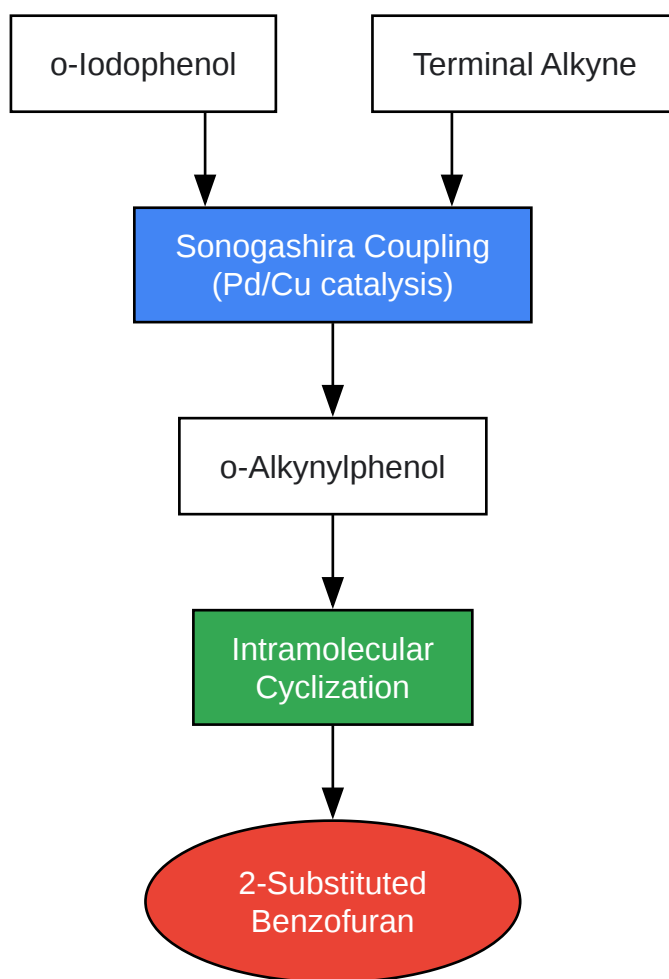 o-Iodophenol
Terminal Alkyne
Sonogashira Coupling
(Pd/Cu catalysis)
o-Alkynylphenol
Intramolecular
Cyclization
2-Substituted
Benzofuran